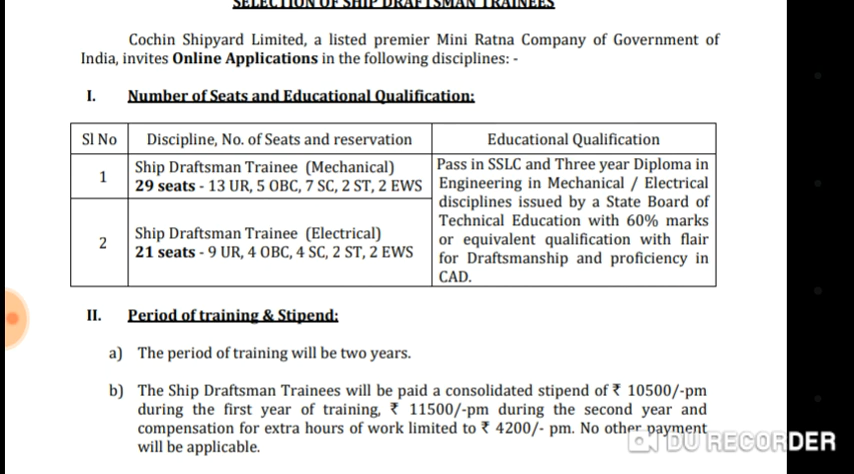 SELECTION OF SHIP DRAFTSMAN TRAINEES
Cochin Shipyard Limited, a listed premier Mini Ratna Company of Government of
India, invites Online Applications in the following disciplines: -
I. Number of Seats and Educational Qualification:
Sl No Discipline, No. of Seats and reservation Educational Qualification
1 Ship Draftsman Trainee (Mechanical)
29 seats - 13 UR, 5 OBC, 7 SC, 2 ST, 2 EWS
2 Ship Draftsman Trainee (Electrical)
21 seats - 9 UR, 4 OBC, 4 SC, 2 ST, 2 EWS
Pass in SSLC and Three year Diploma in
Engineering in Mechanical / Electrical
disciplines issued by a State Board of
Technical Education with 60% marks
or equivalent qualification with flair
for Draftsmanship and proficiency in
CAD.
II. Period of training & Stipend:
a) The period of training will be two years.
b) The Ship Draftsman Trainees will be paid a consolidated stipend of ₹ 10500/-pm
during the first year of training, ₹ 11500/-pm during the second year and
compensation for extra hours of work limited to ₹ 4200/- pm. No other payment
will be applicable.
DU RECORDER